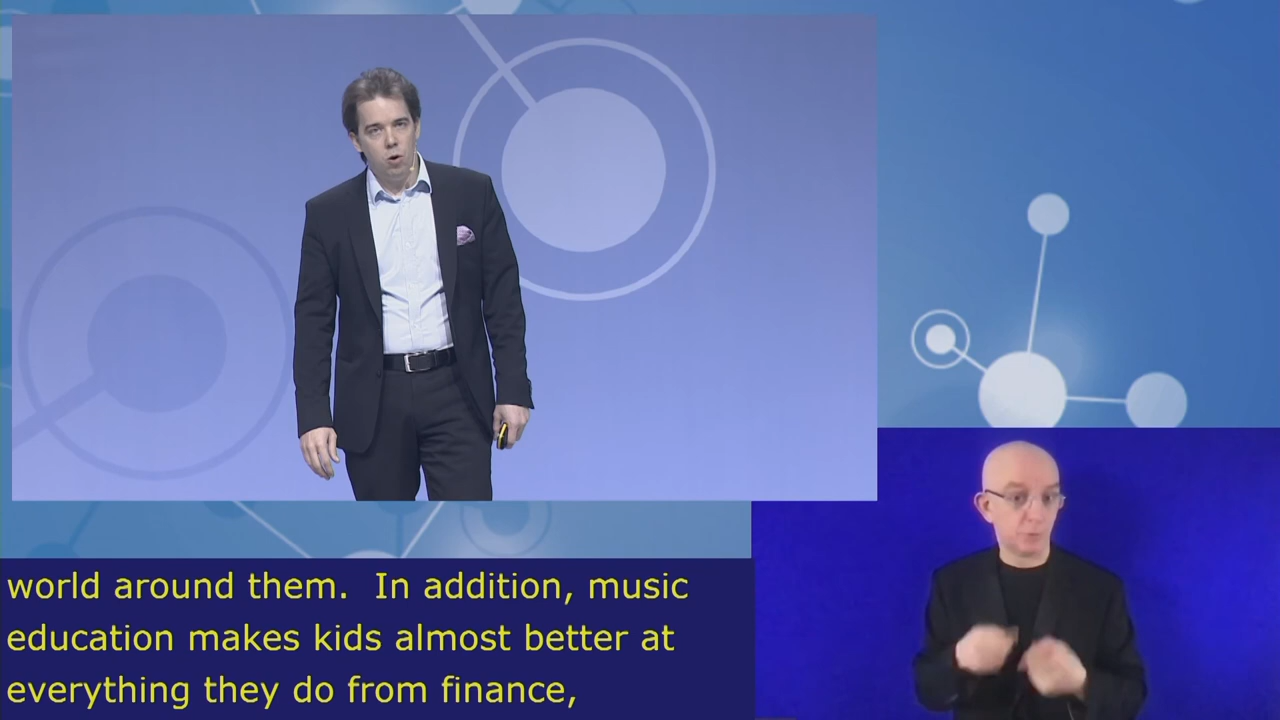 world around them.  In addition, music
education makes kids almost better at
everything they do from finance,